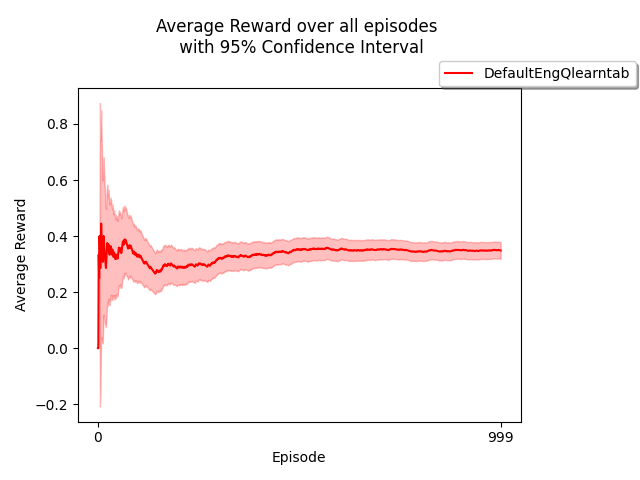 Average Reward over all episodes
with 95% Confidence Interval
DefaultEngQlearntab
0.8
0.6
0.4
0.2
0.0
−0.2
Average Reward
0
999
Episode